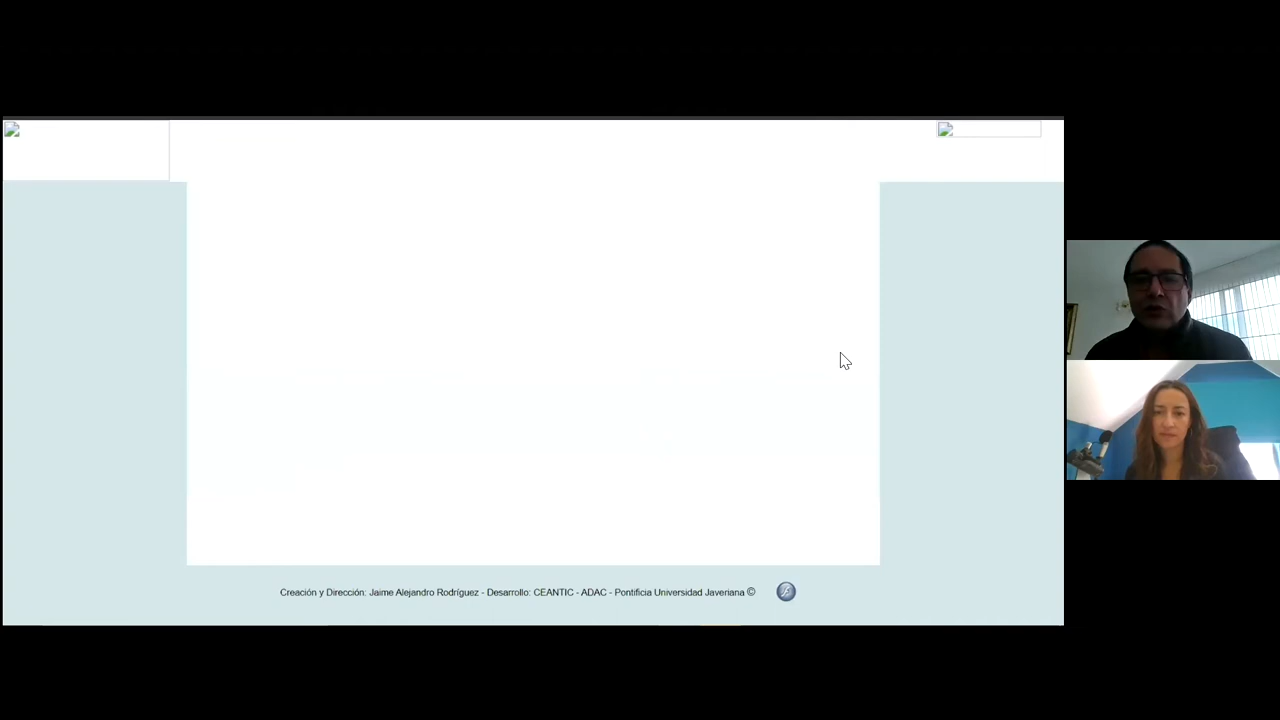 Creación y Dirección: Jaime Alejandro Rodríguez - Desarrollo: CEANTIC - ADAC - Pontificia Universidad Javeriana ©